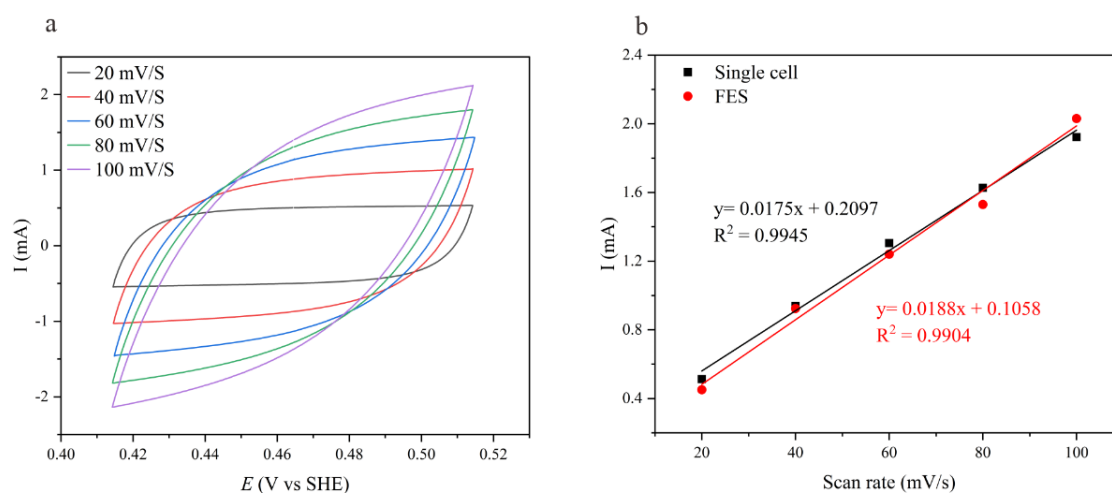 a
20 mV/S
40 mV/S
60 mV/S
80 mV/S
100 mV/S
2
1
0
-1
-2
0.40 0.42 0.44 0.46 0.48 0.50 0.52
I (mA)
E (V vs SHE)
b
Single cell
FES
2.4
2.0
1.6
1.2
0.8
0.4
y= 0.0175x + 0.2097
R² = 0.9945
y= 0.0188x + 0.1058
R² = 0.9904
20 40 60 80 100
I (mA)
Scan rate (mV/s)